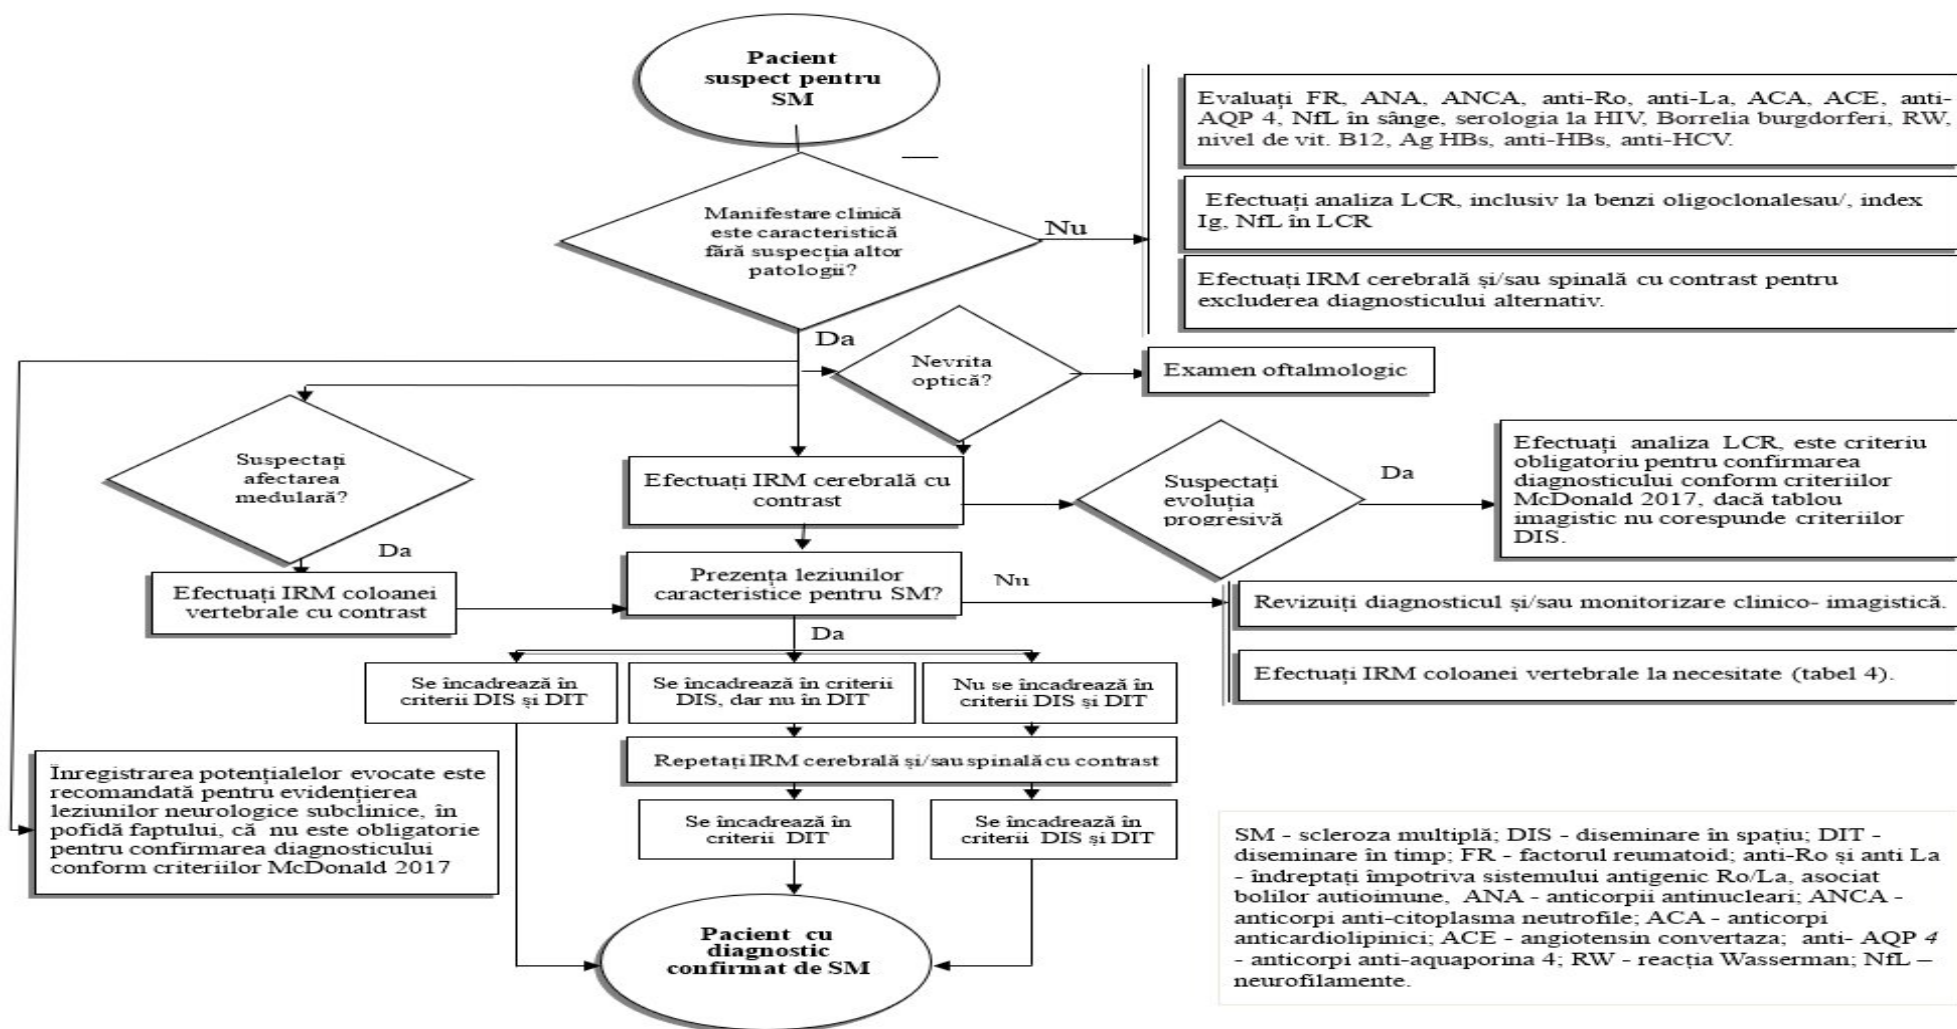 Pacient
suspect pentru
SM
Manifestare clinică
este caracteristică
fără suspecția altor
patologii?
Nu
Evaluați FR, ANA, ANCA, anti-Ro, anti-La, ACA, ACE, anti-
AQP 4, NfL în sânge, serologia la HIV, Borrelia burgdorferi, RW,
nivel de vit. B12, Ag HBs, anti-HBs, anti-HCV.
Efectuați analiza LCR, inclusiv la benzi oligoclonalesau/, index
Ig, NfL în LCR
Efectuați IRM cerebrală și/sau spinală cu contrast pentru
excluderea diagnosticului alternativ.
Da
Nevrita
optică?
Examen oftalmologic
Suspectați
afectarea
medulară?
Da
Efectuați IRM coloanei
vertebrale cu contrast
Efectuați IRM cerebrală cu
contrast
Suspectați
evoluția
progresivă
Da
Efectuați analiza LCR, este criteriu
obligatoriu pentru confirmarea
diagnosticului conform criteriilor
McDonald 2017, dacă tablou
imagistic nu corespunde criteriilor
DIS.
Prezența leziunilor
caracteristice pentru SM?
Nu
Revizuiți diagnosticul și/sau monitorizare clinico- imagistică.
Efectuați IRM coloanei vertebrale la necesitate (tabel 4).
Da
Se încadrează în
criterii DIS și DIT
Se încadrează în criterii
DIS, dar nu în DIT
Nu se încadrează în
criterii DIS și DIT
Repetați IRM cerebrală și/sau spinală cu contrast
Se încadrează în
criterii DIT
Se încadrează în
criterii DIS și DIT
Înregistrarea potențialelor evocate este
recomandată pentru evidențierea
leziunilor neurologice subclinice, în
pofidă faptului, că nu este obligatorie
pentru confirmarea diagnosticului
conform criteriilor McDonald 2017
Pacient cu
diagnostic
confirmat de SM
SM - scleroza multiplă; DIS - diseminare în spațiu; DIT -
diseminare în timp; FR - factorul reumatoid; anti-Ro și anti La
- îndreptați împotriva sistemului antigenic Ro/La, asociat
bolilor autioimune, ANA - anticorpii antinucleari; ANCA -
anticorpi anti-citoplasma neutrofile; ACA - anticorpi
anticardiolipinici; ACE - angiotensin convertaza; anti- AQP 4
- anticorpi anti-aquaporina 4; RW - reacția Wasserman; NfL –
neurofilamente.